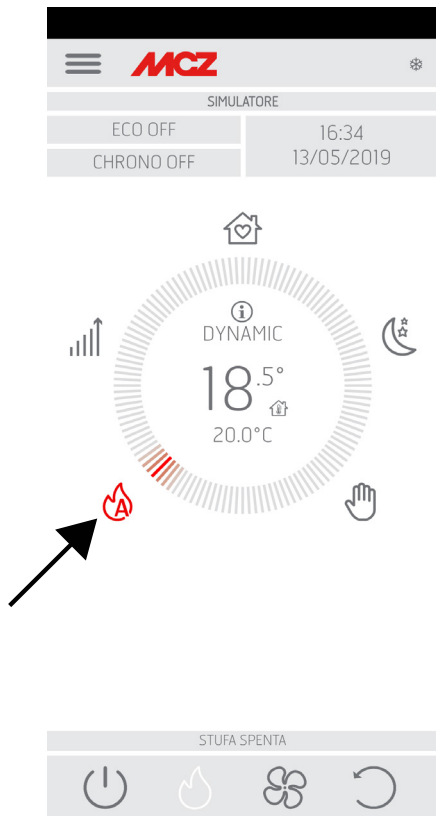 MCZ
SIMULATORE
ECO OFF
CHRONO OFF
16:34
13/05/2019
DYNAMIC
18.5°
20.0°C
A
STUFA SPENTA